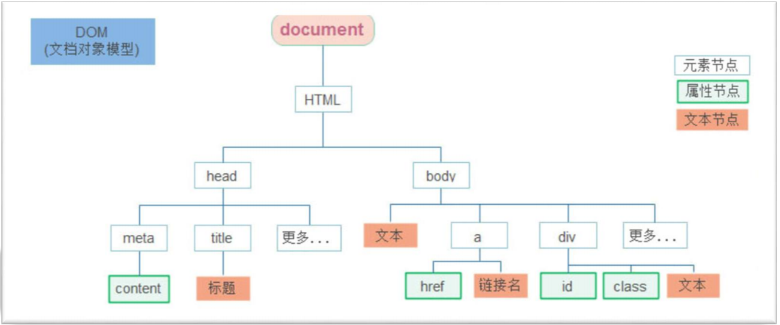 DOM
(文档对象模型)
document
元素节点
属性节点
文本节点
HTML
head
body
meta
title
更多...
文本
a
div
更多...
content
标题
href
链接名
id
class
文本